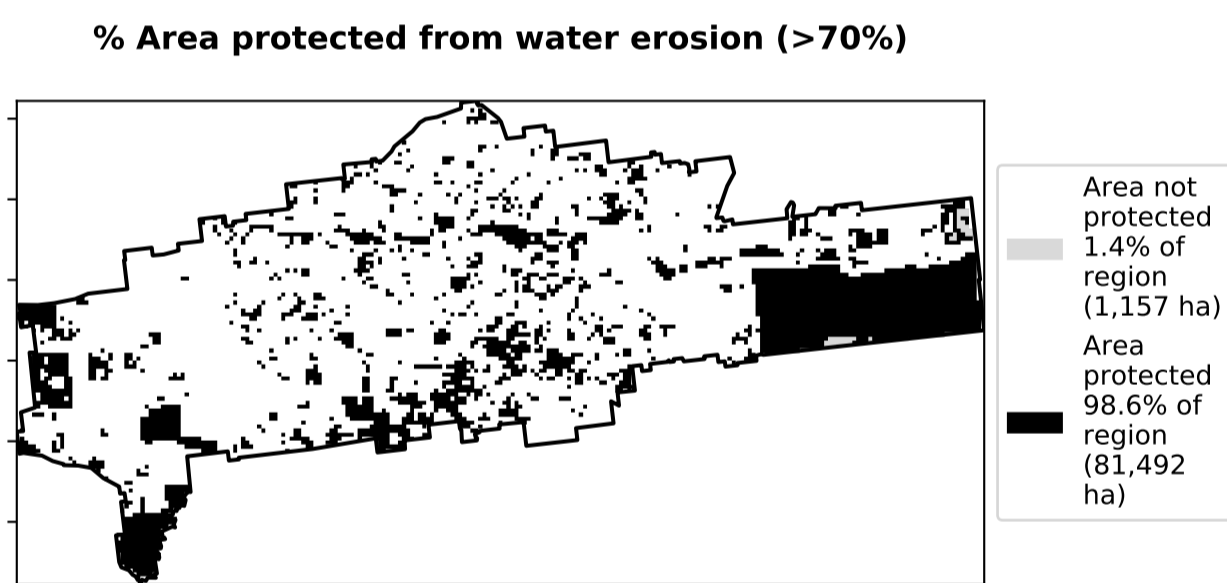 % Area protected from water erosion (>70%)
Area not
protected
1.4% of
region
(1,157 ha)
Area
protected
98.6% of
region
(81,492
ha)